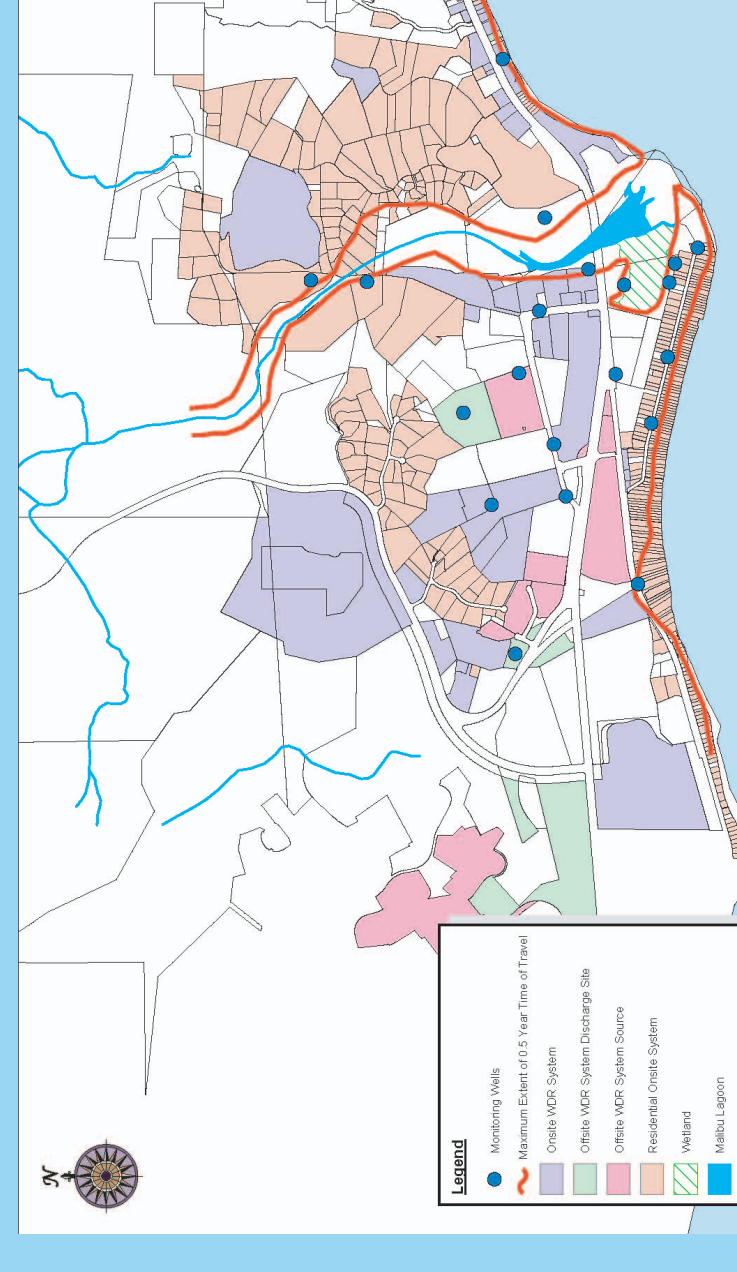 N
Legend
Monitoring Wells
Maximum Extent of 0.5 Year Time of Travel
Onsite WDR System
Offsite WDR System Discharge Site
Offsite WDR System Source
Residential Onsite System
Wetland
Malibu Lagoon